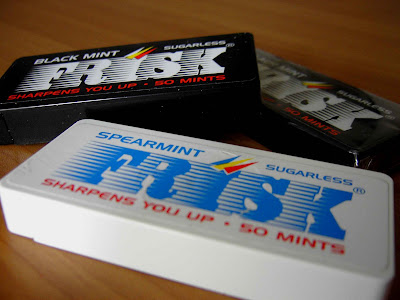 BLACK MINT SUGARLESS
FRISK®
SHARPENS YOU UP · 50 MINTS
SUGARLESS
50 MINTS
SPEARMINT SUGARLESS
FRISK®
SHARPENS YOU UP · 50 MINTS